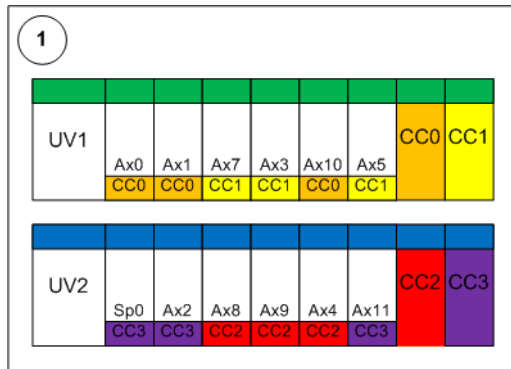 1
UV1 CC0 CC1
Ax0 Ax1 Ax7 Ax3 Ax10 Ax5
CC0 CC0 CC1 CC1 CC0 CC1
UV2 CC2 CC3
Sp0 Ax2 Ax8 Ax9 Ax4 Ax11
CC3 CC3 CC2 CC2 CC2 CC3